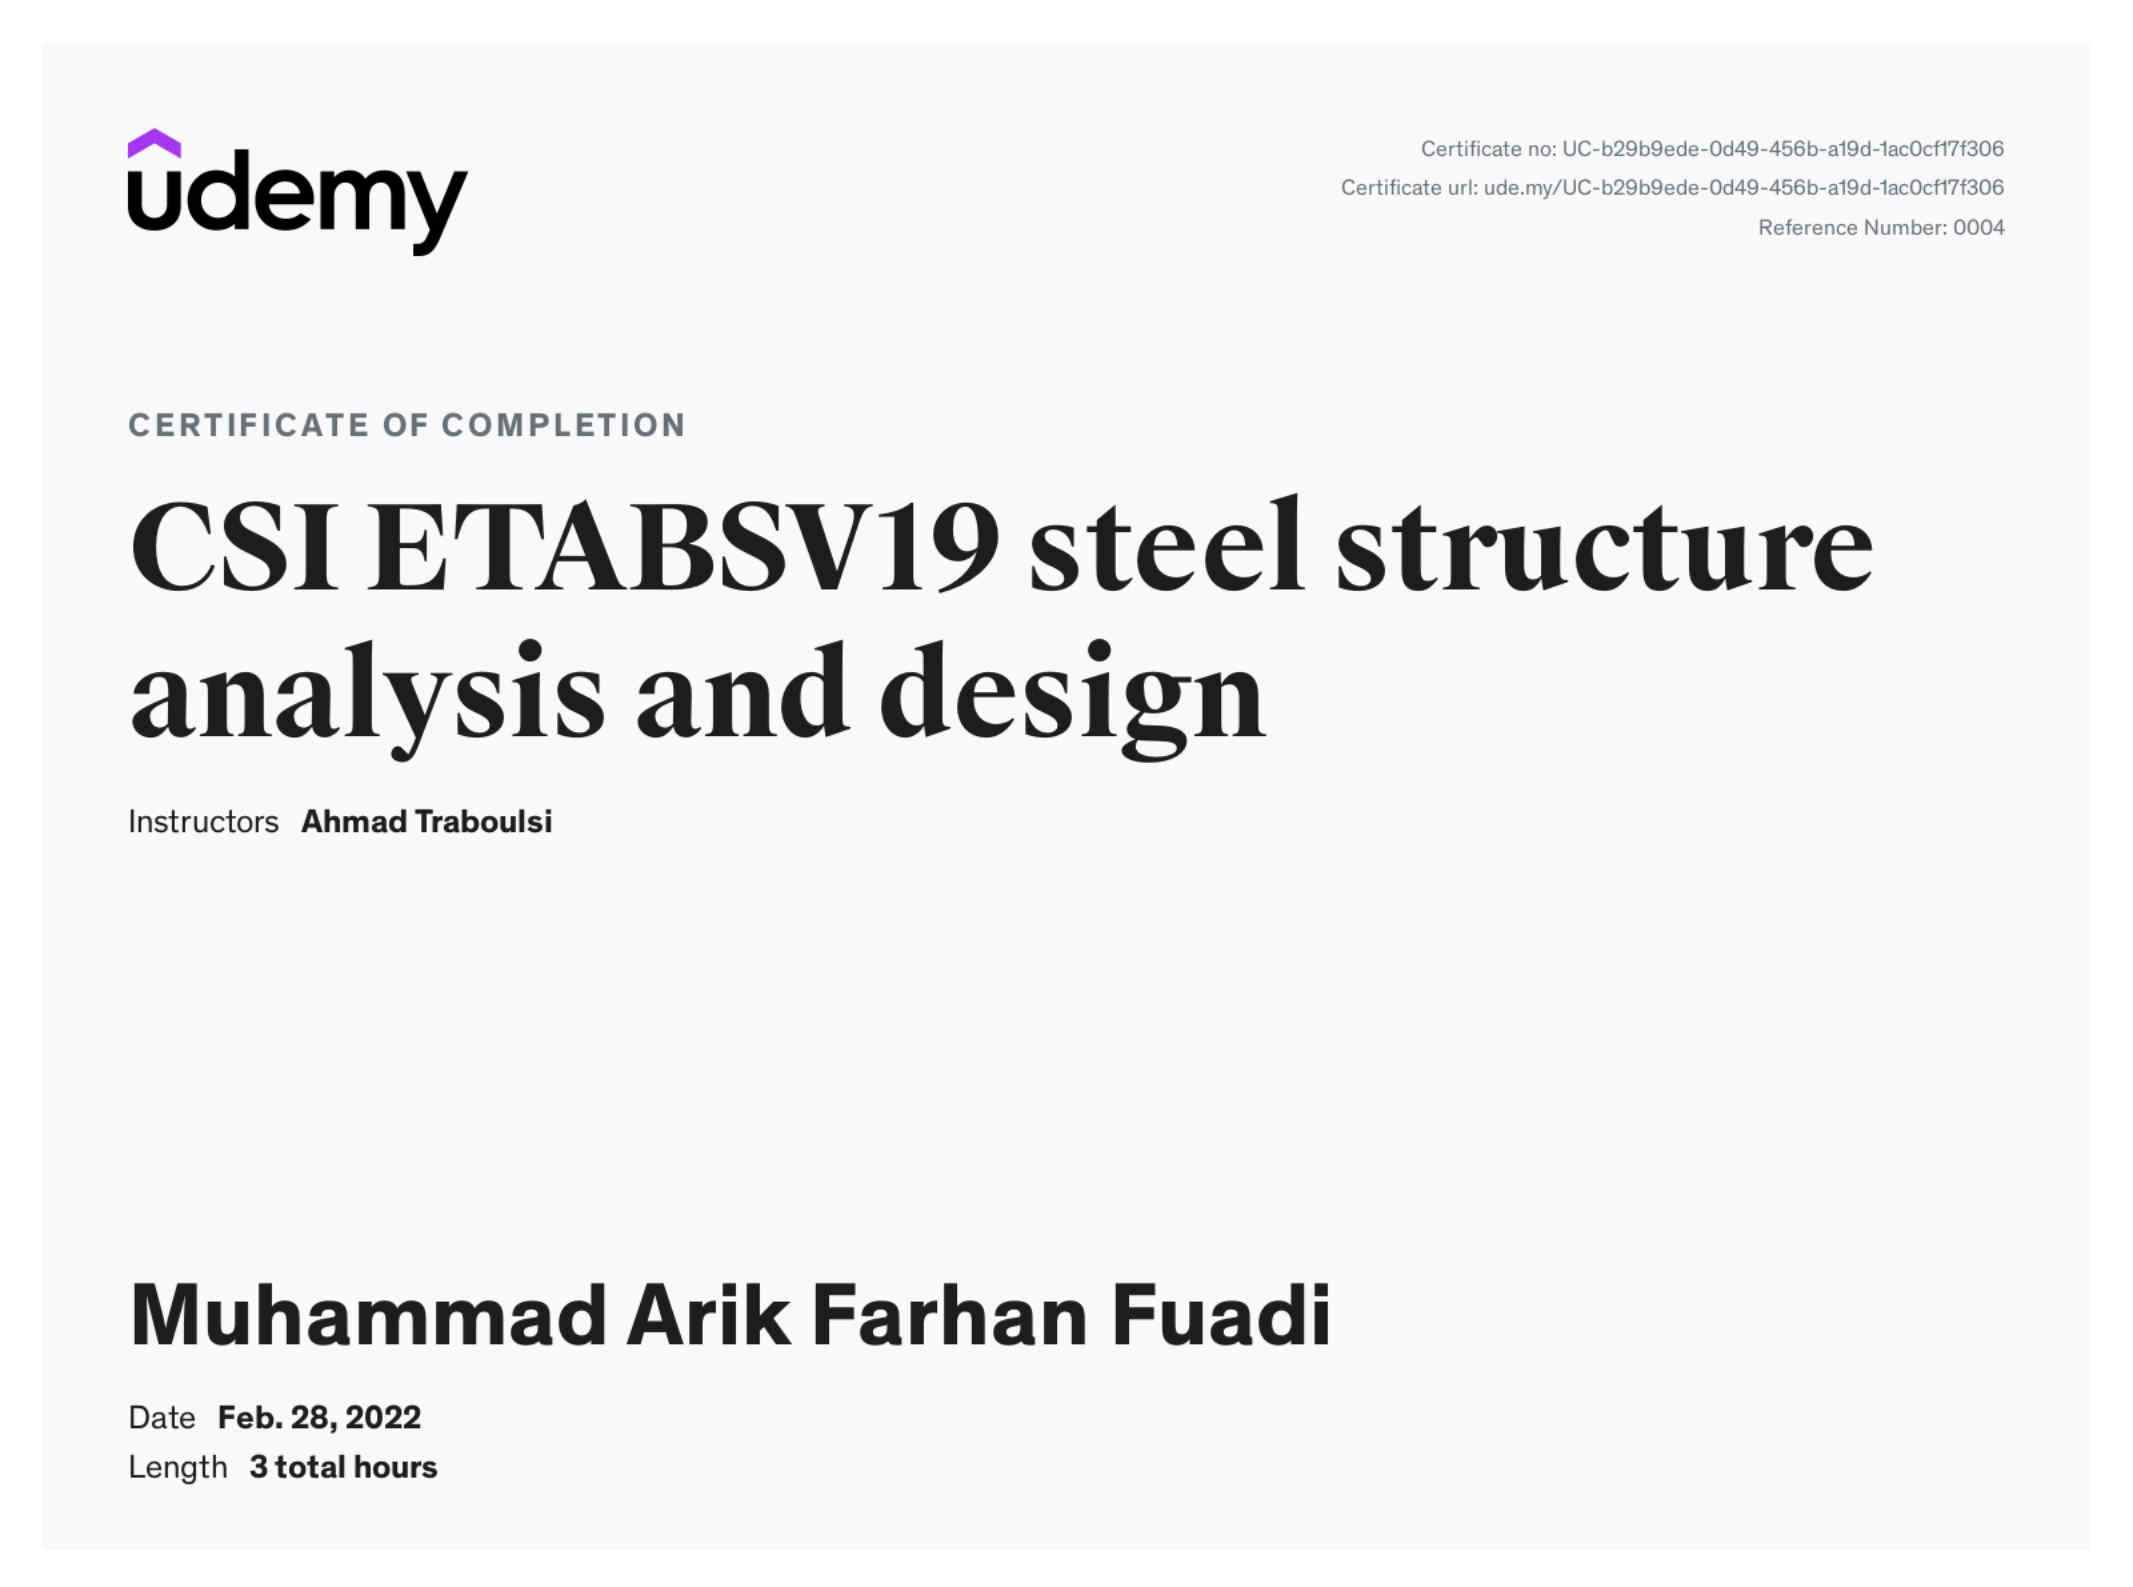 udemy
Certificate no: UC-b29b9ede-0d49-456b-a19d-1ac0cf17f306
Certificate url: ude.my/UC-b29b9ede-0d49-456b-a19d-1ac0cf17f306
Reference Number: 0004
CERTIFICATE OF COMPLETION
CSI ETABSV19 steel structure
analysis and design
Instructors Ahmad Traboulsi
Muhammad Arik Farhan Fuadi
Date Feb. 28, 2022
Length 3 total hours